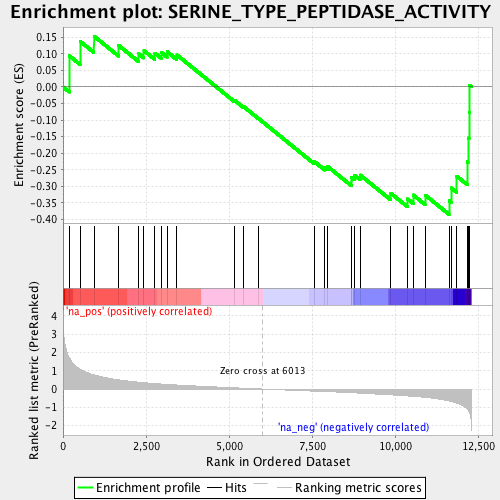 Enrichment plot: SERINE_TYPE_PEPTIDASE_ACTIVITY
Enrichment score (ES)
0.15
0.10
0.05
0.00
-0.05
-0.10
-0.15
-0.20
-0.25
-0.30
-0.35
-0.40
'na_pos' (positively correlated)
Ranked list metric (PreRanked)
4
3
2
1
0
-1
-2
Zero cross at 6013
'na_neg' (negatively correlated)
0
2,500
5,000
7,500
10,000
12,500
Rank in Ordered Dataset
Enrichment profile
Hits
Ranking metric scores